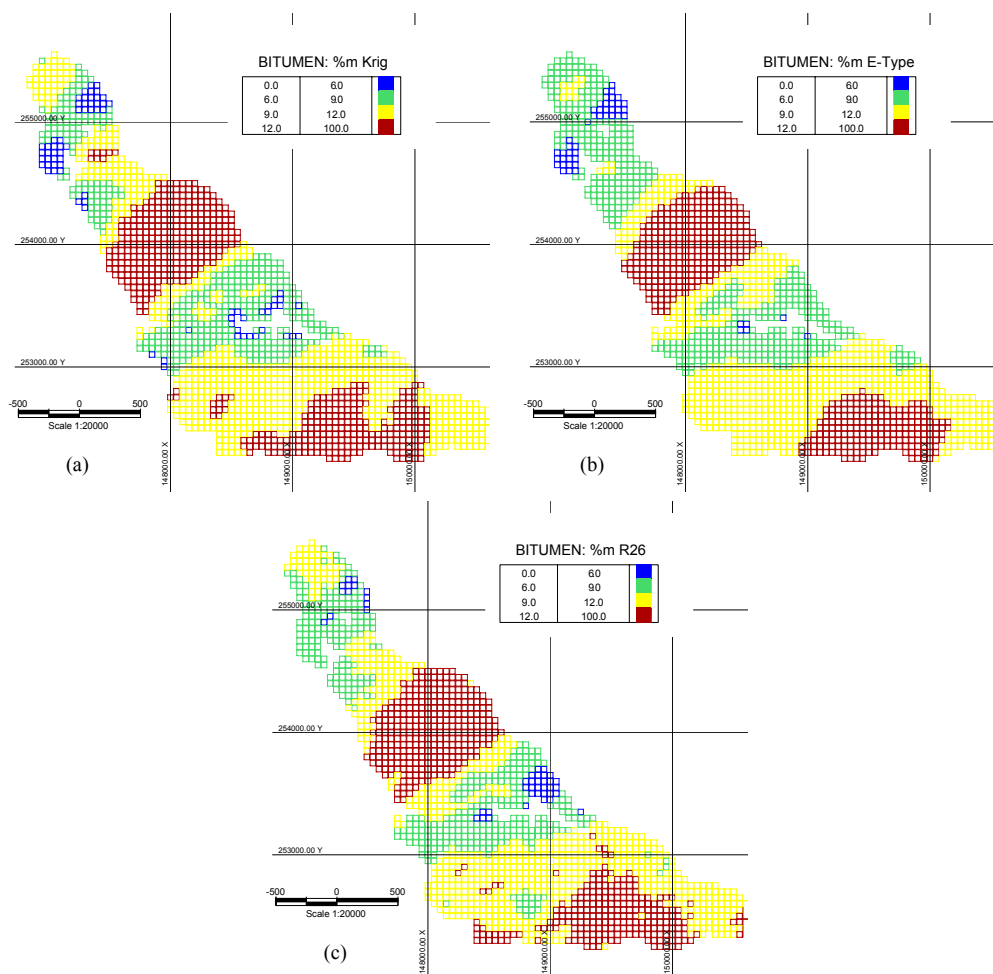 BITUMEN: %m Krig
0.0 6.0
6.0 9.0
9.0 12.0
12.0 100.0
255000.00 Y
254000.00 Y
253000.00 Y
-500 0 500
Scale 1:20000
148000.00 X
149000.00 X
150000.00 X
(a)
BITUMEN: %m E-Type
0.0 6.0
6.0 9.0
9.0 12.0
12.0 100.0
255000.00 Y
254000.00 Y
253000.00 Y
-500 0 500
Scale 1:20000
148000.00 X
149000.00 X
150000.00 X
(b)
BITUMEN: %m R26
0.0 6.0
6.0 9.0
9.0 12.0
12.0 100.0
255000.00 Y
254000.00 Y
253000.00 Y
-500 0 500
Scale 1:20000
148000.00 X
149000.00 X
150000.00 X
(c)